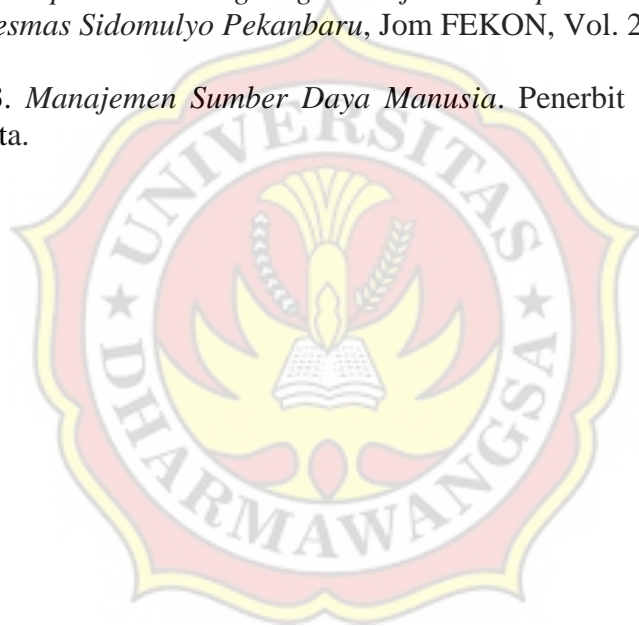 esmas Sidomulyo Pekanbaru, Jom FEKON, Vol. 2
. Manajemen Sumber Daya Manusia. Penerbit
ta.
UNIVERSITAS
DHARMAWANGSA